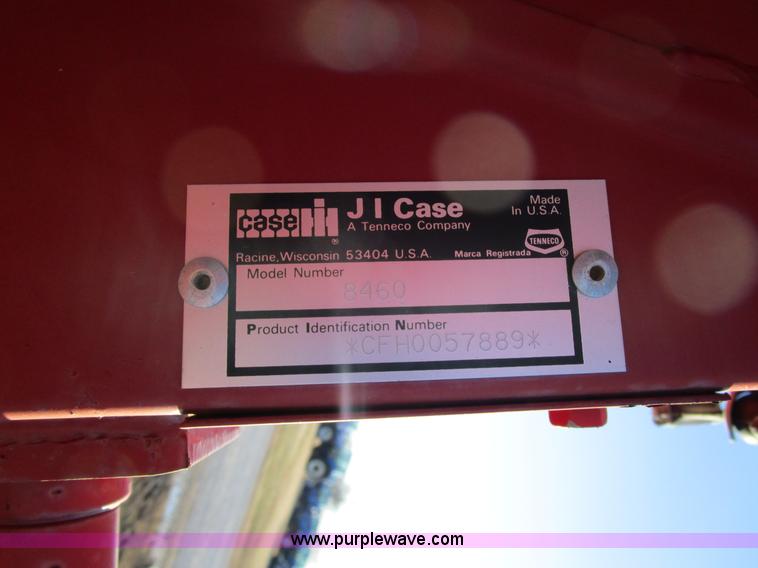 case IH
®
J I Case
A Tenneco Company
Made
In U.S.A.
Racine, Wisconsin 53404 U.S.A.
Marca Registrada
TENNECO
®
Model Number
8460
Product Identification Number
*CFH0057889*
www.purplewave.com